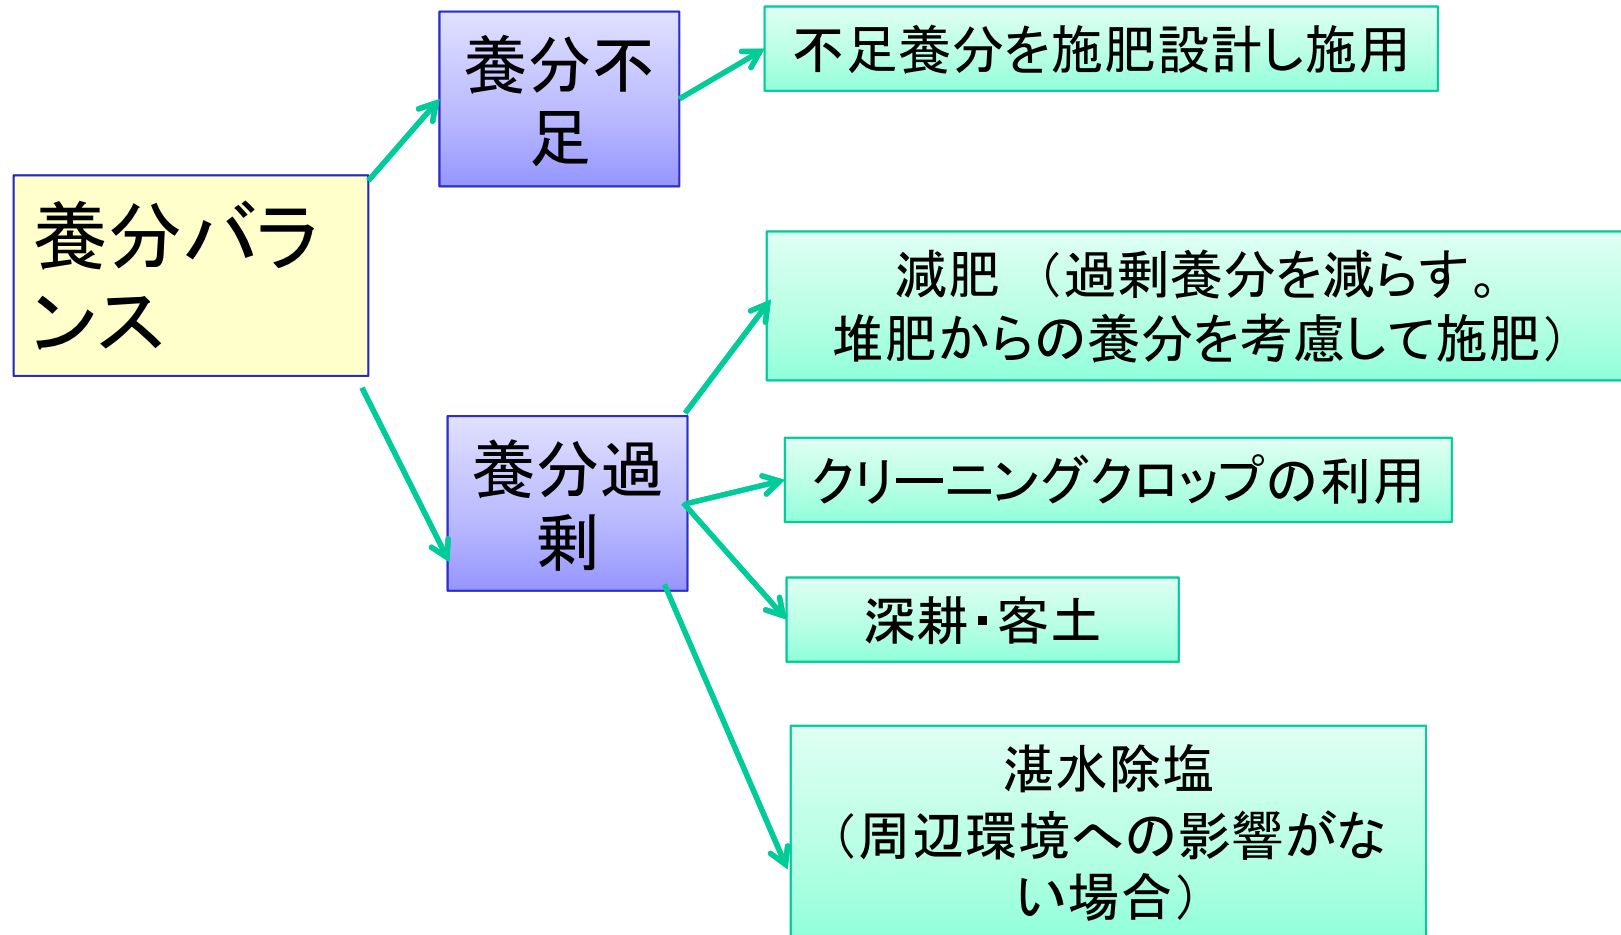 養分バラ
ンス
養分不
足
不足養分を施肥設計し施用
養分過
剰
減肥 （過剰養分を減らす。
堆肥からの養分を考慮して施肥）
クリーニングクロップの利用
深耕・客土
湛水除塩
（周辺環境への影響がな
い場合）